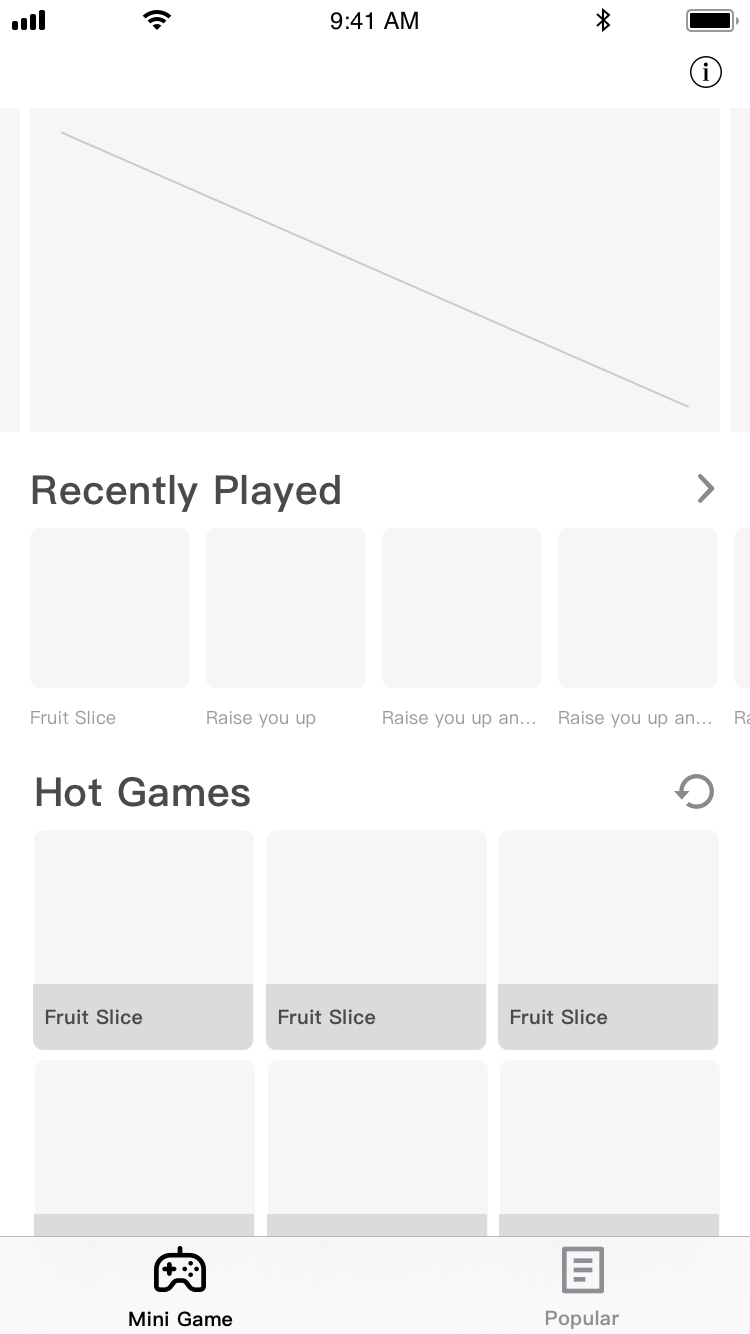 9:41 AM
Recently Played
Fruit Slice
Raise you up
Raise you up an...
Raise you up an...
Ra
Hot Games
Fruit Slice
Fruit Slice
Fruit Slice
Mini Game
Popular